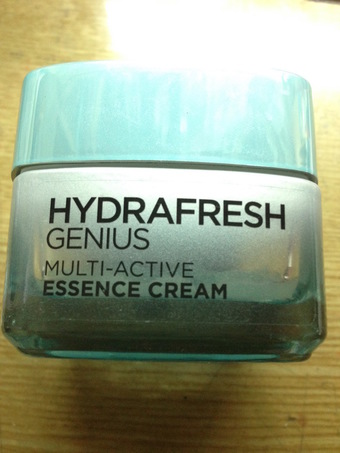 HYDRAFRESH
GENIUS
MULTI-ACTIVE
ESSENCE CREAM